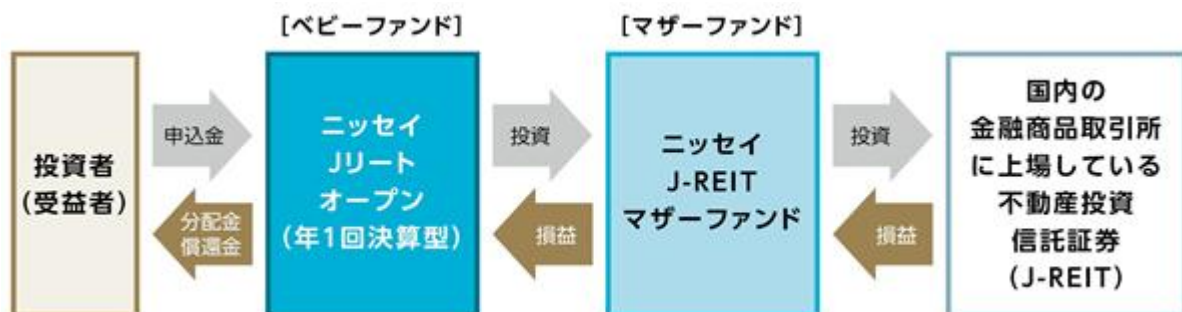 [ベビーファンド]
[マザーファンド]
投資者
(受益者)
申込金
分配金
償還金
ニッセイ
Jリート
オープン
(年1回決算型)
投資
損益
ニッセイ
J-REIT
マザーファンド
投資
損益
国内の
金融商品取引所
に上場している
不動産投資
信託証券
(J-REIT)